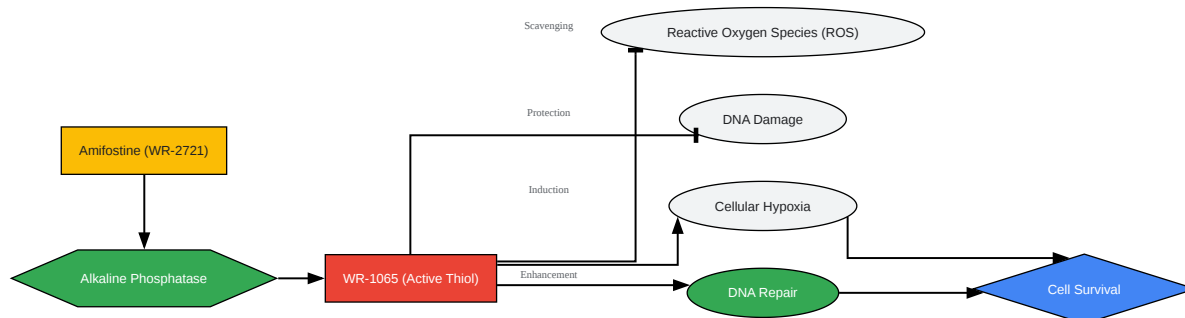 Scavenging
Reactive Oxygen Species (ROS)
Protection
DNA Damage
Amifostine (WR-2721)
Induction
Cellular Hypoxia
Alkaline Phosphatase
WR-1065 (Active Thiol)
Enhancement
DNA Repair
Cell Survival